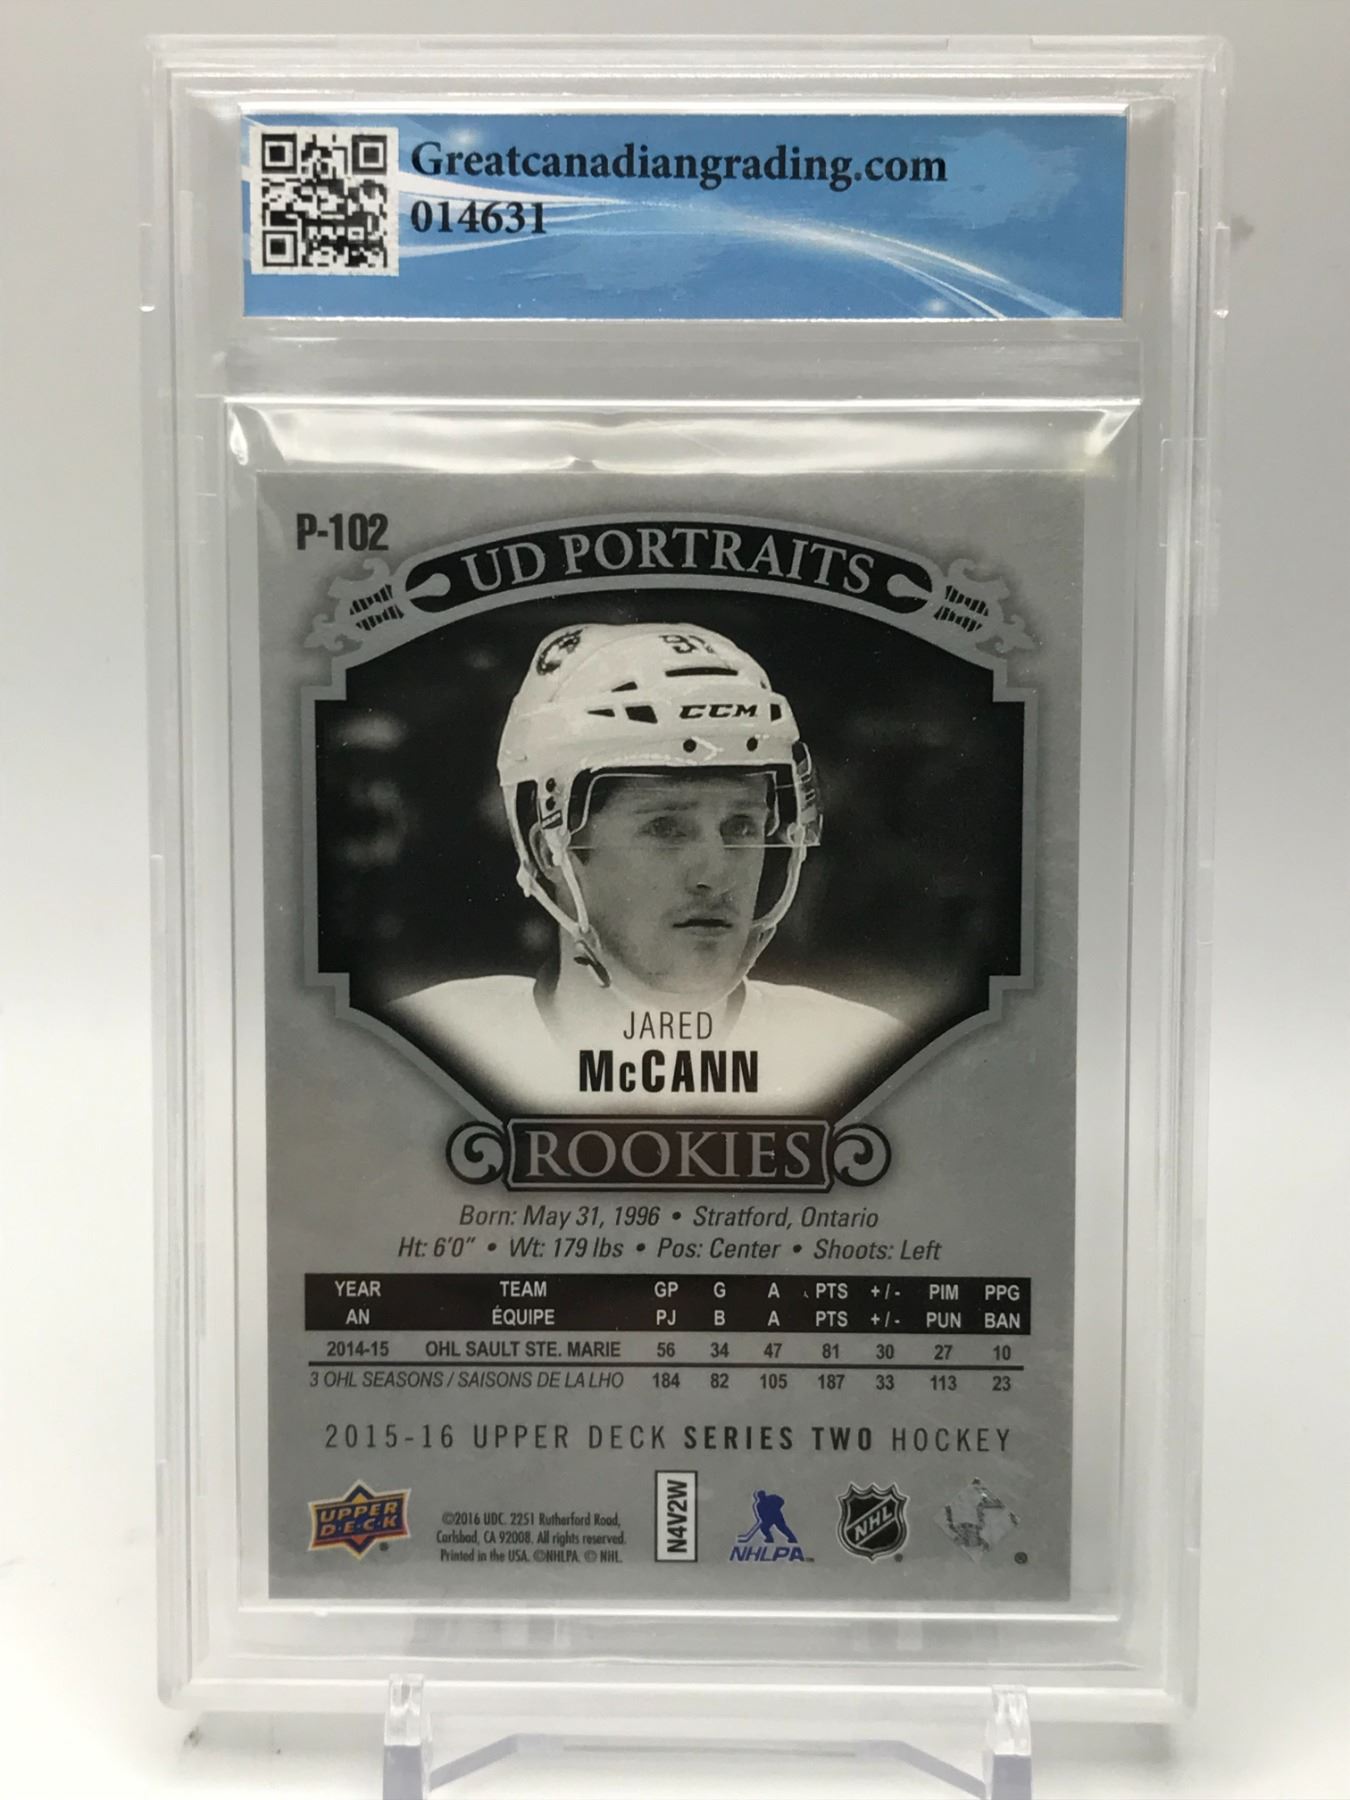 Greatcanadiangrading.com
014631
P-102
UD PORTRAITS
91
CCM
JARED
McCANN
ROOKIES
Born: May 31, 1996 • Stratford, Ontario
Ht: 6'0" • Wt: 179 lbs • Pos: Center • Shoots: Left
YEAR TEAM GP G A PTS +/- PIM PPG
AN ÉQUIPE PJ B A PTS +/- PUN BAN
2014-15 OHL SAULT STE. MARIE 56 34 47 81 30 27 10
3 OHL SEASONS / SAISONS DE LA LHO 184 82 105 187 33 113 23
2015-16 UPPER DECK SERIES TWO HOCKEY
UPPER DECK ®
©2016 UDC. 2251 Rutherford Road,
Carlsbad, CA 92008. All rights reserved.
Printed in the USA. ©NHLPA. © NHL.
N4V2W
NHLPA™
NHL ®
®